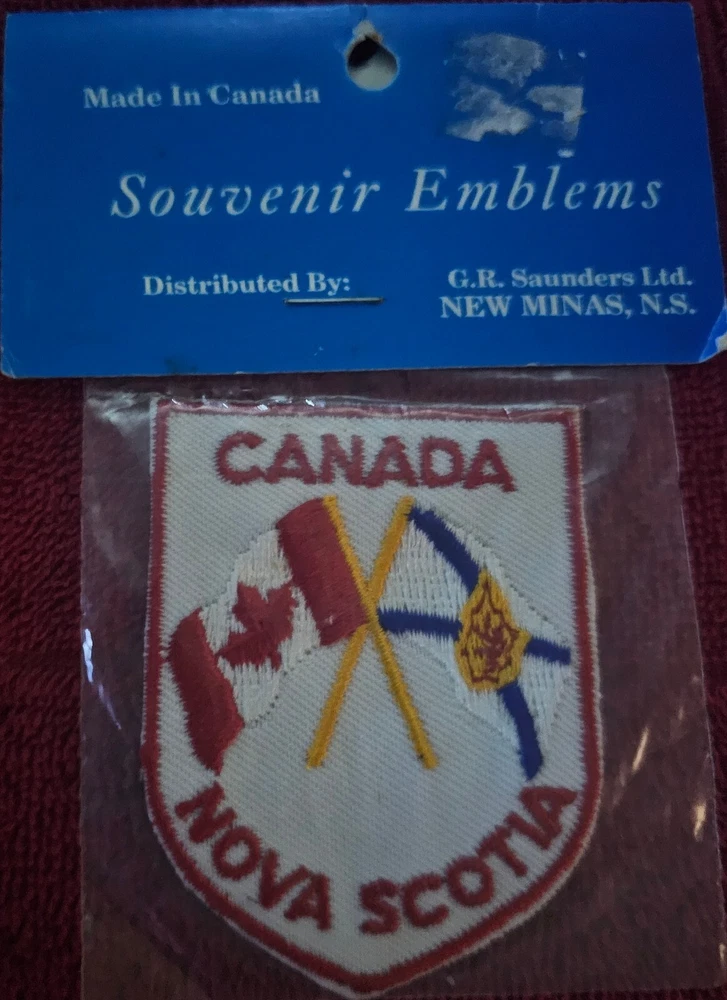 Made In Canada
Souvenir Emblems
Distributed By:
G.R. Saunders Ltd.
NEW MINAS, N.S.
CANADA
NOVA SCOTIA